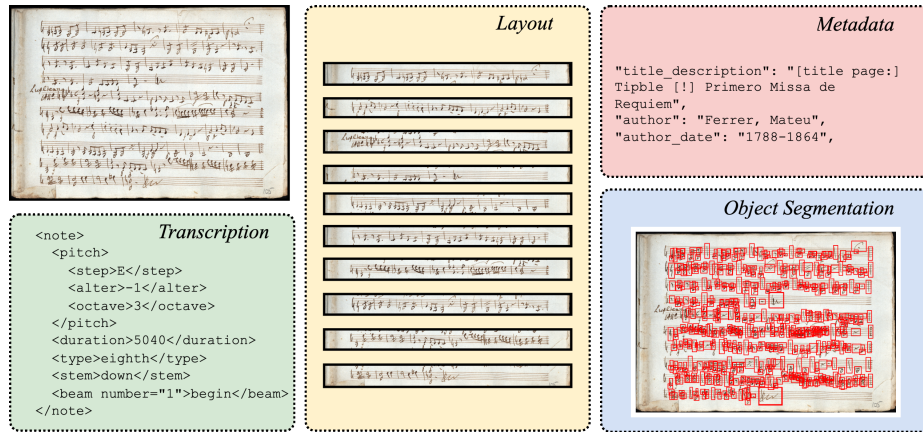 Layout
Metadata
"title_description": "[title page:]
Tipble [!] Primero Missa de
Requiem",
"author": "Ferrer, Mateu",
"author_date": "1788-1864",
Object Segmentation
Transcription
<note>
<pitch>
<step>E</step>
<alter>-1</alter>
<octave>3</octave>
</pitch>
<duration>5040</duration>
<type>eighth</type>
<stem>down</stem>
<beam number="1">begin</beam>
</note>